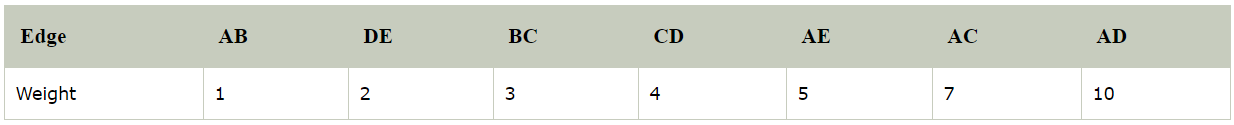 Edge AB DE BC CD AE AC AD
Weight 1 2 3 4 5 7 10